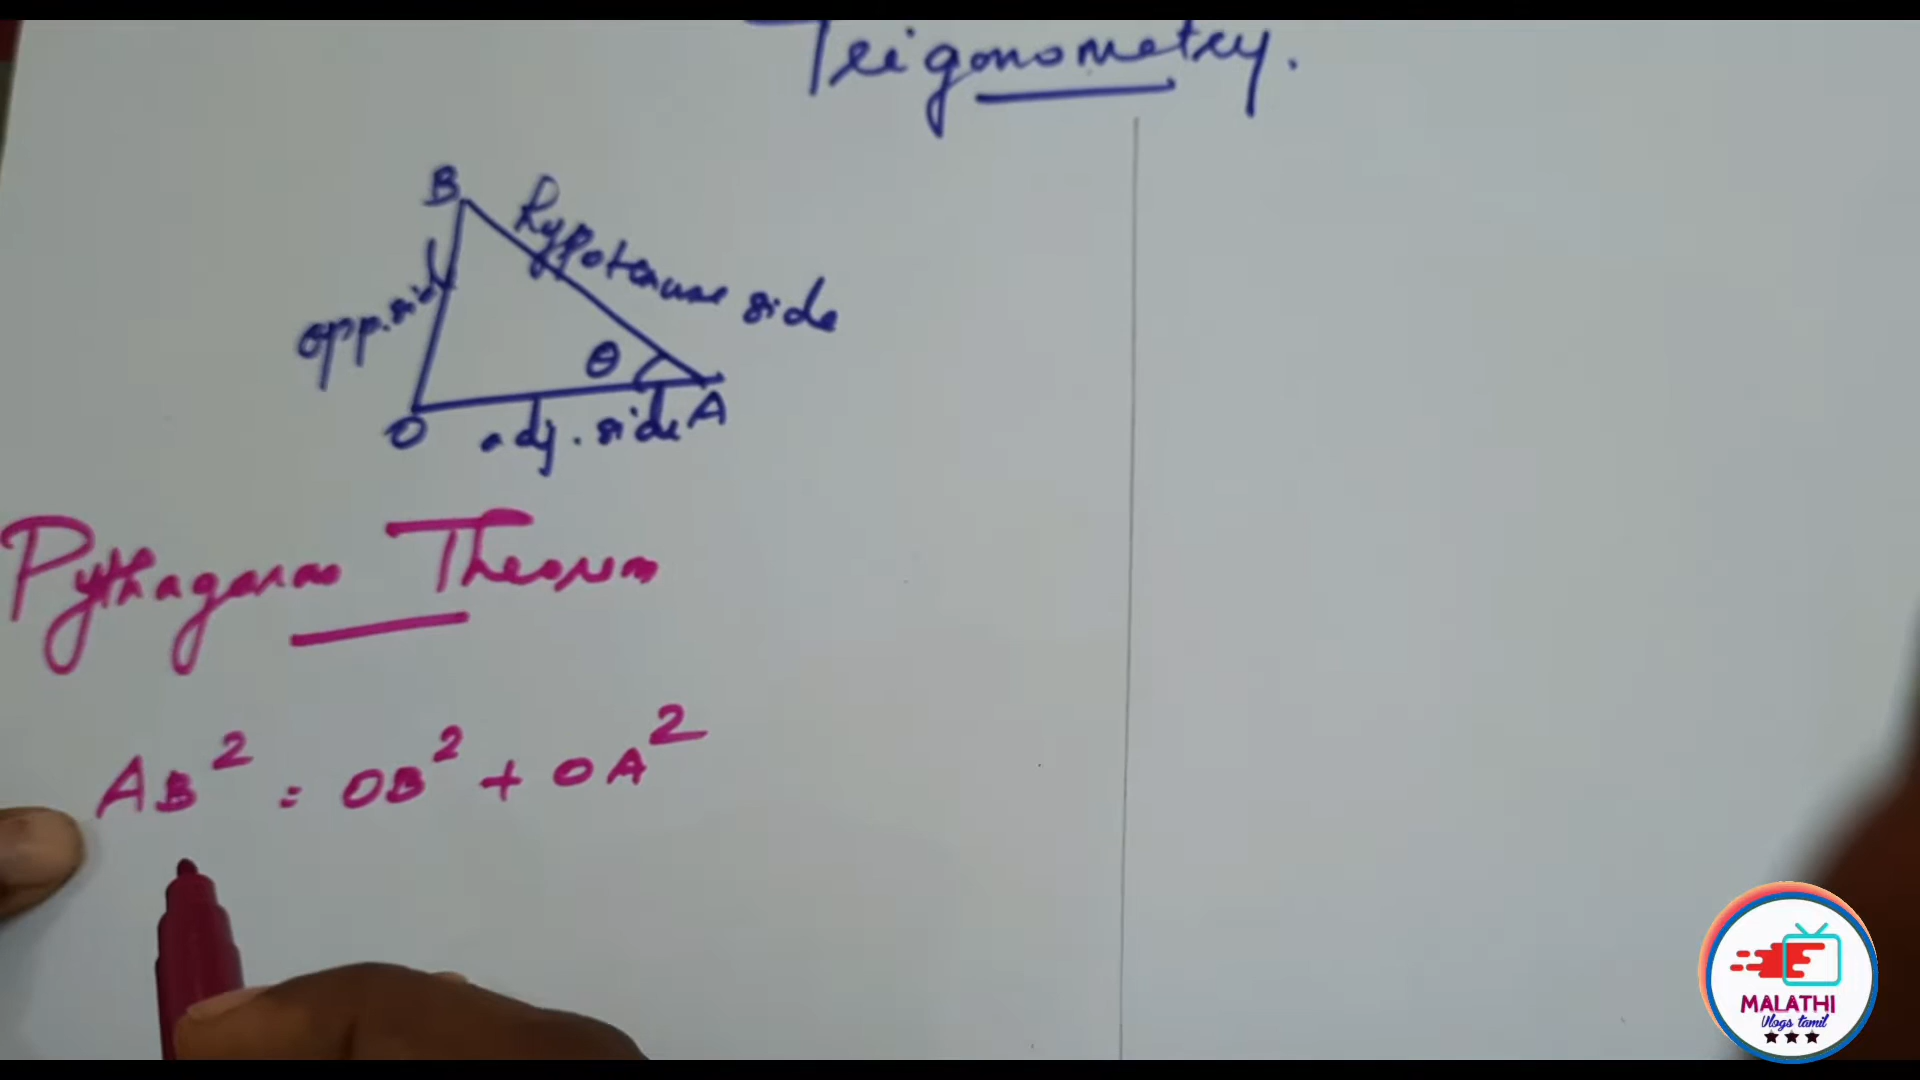 Trigonometry.
B
Hypotenuse side
opp. side
θ
O
adj. side
A
Pythagoras Theorem
AB² = OB² + OA²
MALATHI
Vlogs tamil